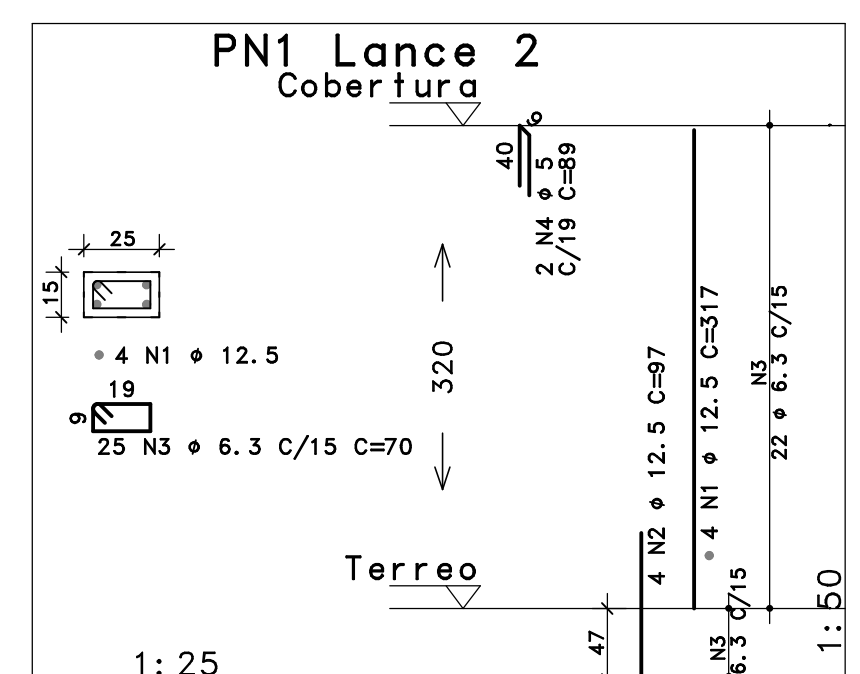 PN1 Lance 2
Cobertura
40
6
2 N4 ø 5
C/19 C=89
25
15
4 N1 ø 12.5
19
9
25 N3 ø 6.3 C/15 C=70
320
4 N2 ø 12.5 C=97
4 N1 ø 12.5 C=317
N3
22 ø 6.3 C/15
Terreo
47
N3
6.3 C/15
1:50
1:25